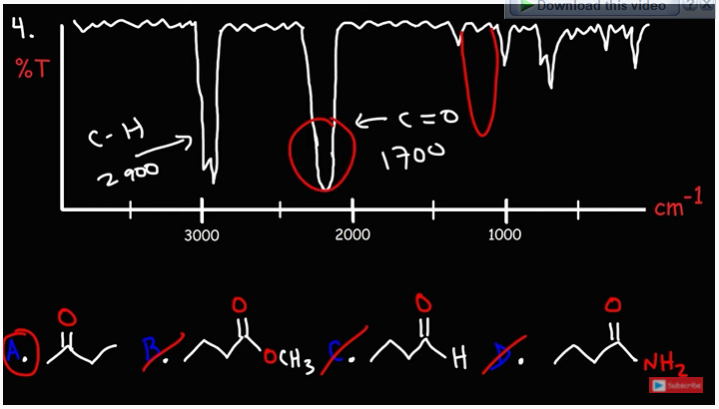 Download this video ? X
4.
%T
C-H
2900
C=O
1700
cm-1
3000 2000 1000
O O O O
A. B. OCH3 C. H D. NH2
Subscribe